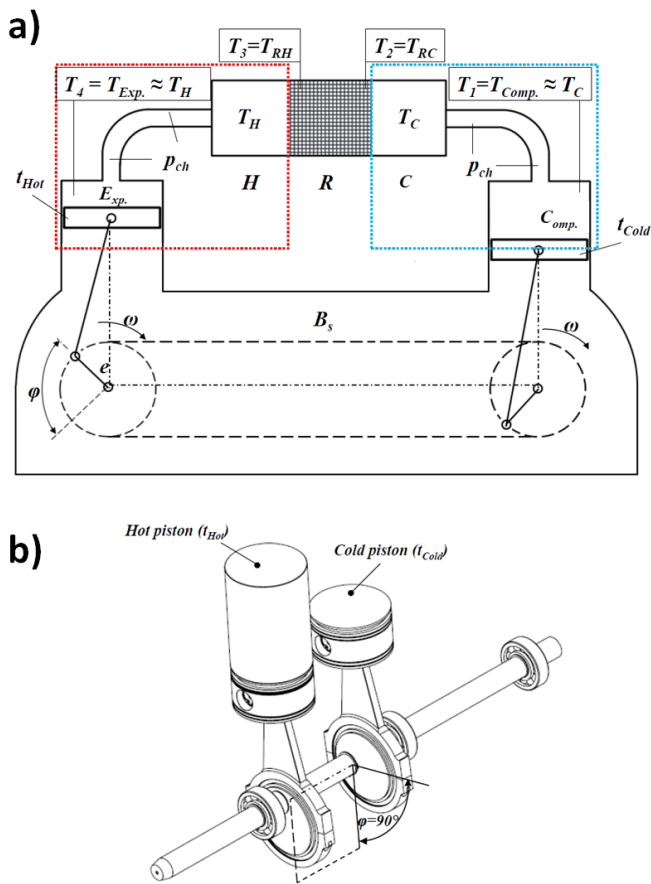 a)
T3=TRH
T2=TRC
T4 = TExp. ≈ TH
T1=TComp. ≈ TC
TH
TC
pch
pch
tHot
Exp.
H
R
C
Comp.
tCold
ω
Bs
ω
e
φ
b)
Hot piston (tHot)
Cold piston (tCold)
φ=90°